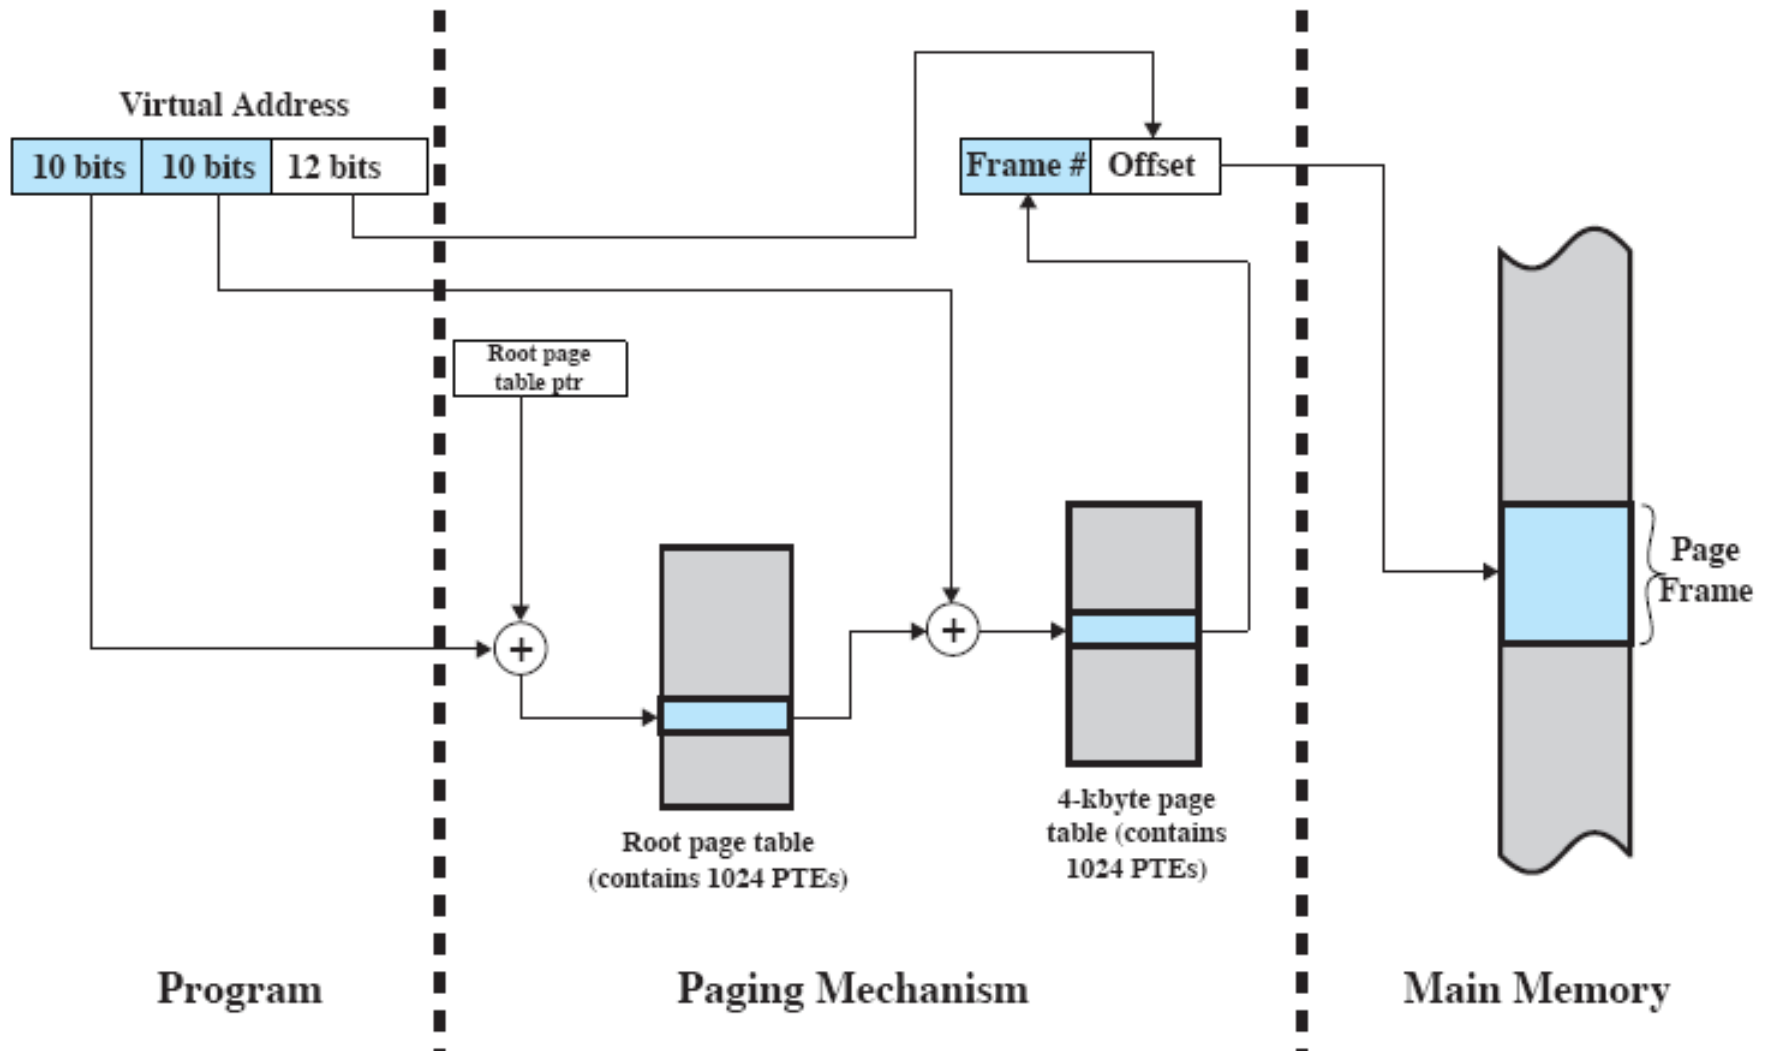 Virtual Address
10 bits 10 bits 12 bits
Frame # Offset
Root page
table ptr
+
+
Page
Frame
Root page table
(contains 1024 PTEs)
4-kbyte page
table (contains
1024 PTEs)
Program
Paging Mechanism
Main Memory